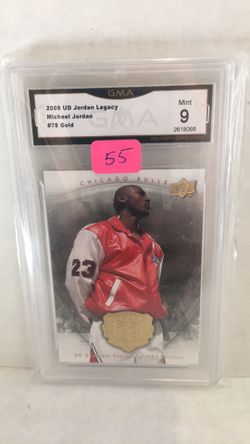 GMA
2009 UD Jordan Legacy
Michael Jordan
#78 Gold
Mint
9
2618068
55
CHICAGO BULLS
23